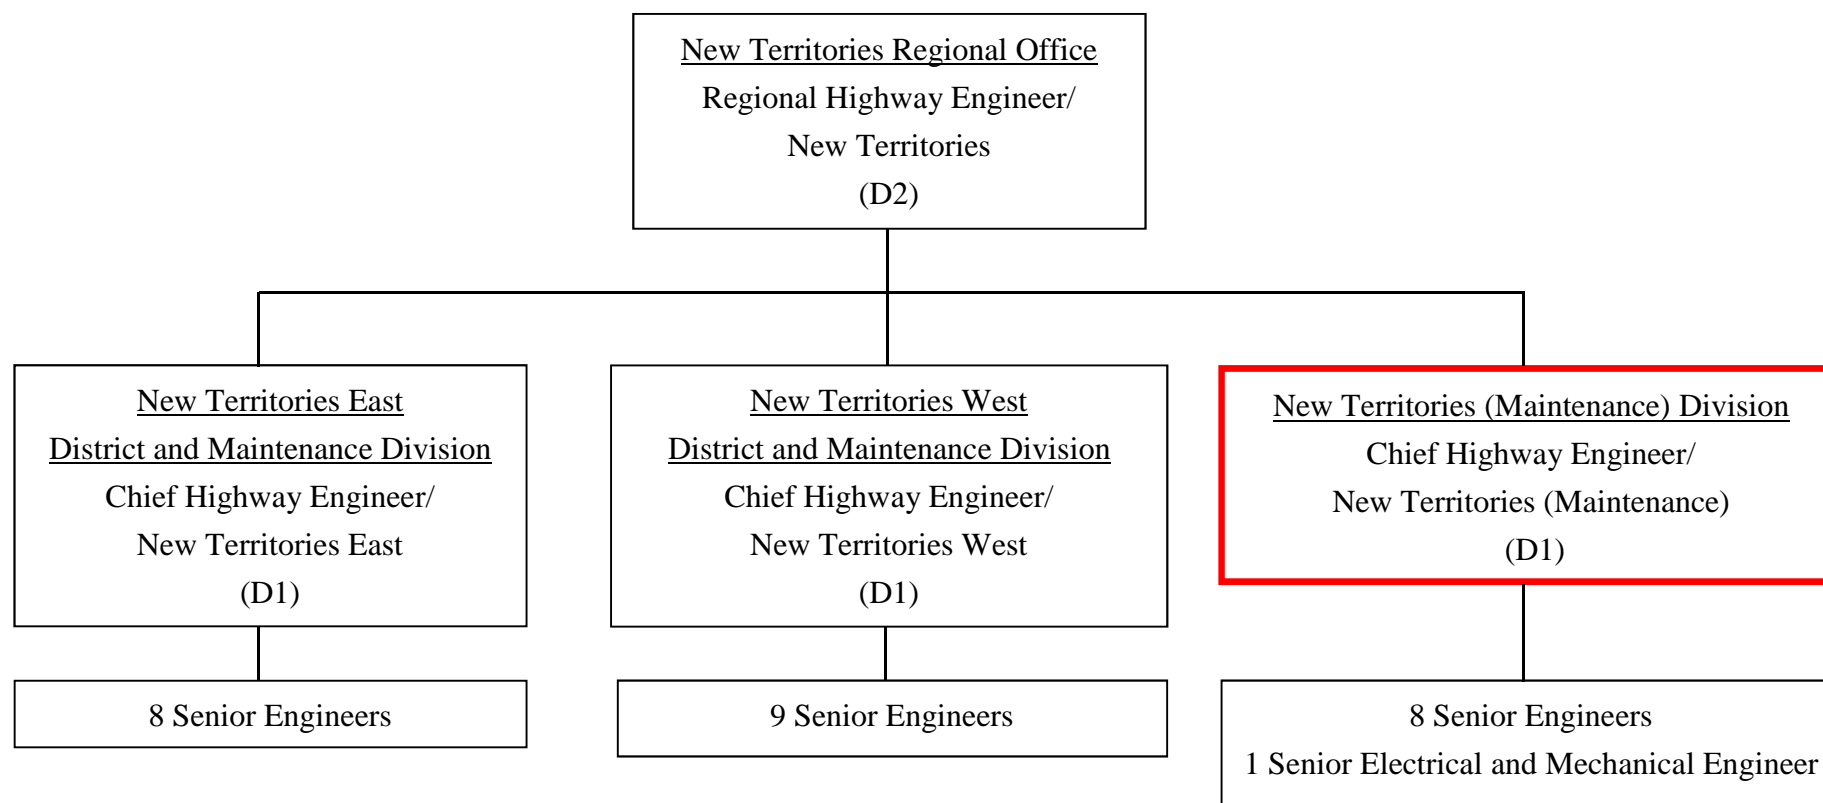 New Territories Regional Office
Regional Highway Engineer/
New Territories
(D2)
New Territories East
District and Maintenance Division
Chief Highway Engineer/
New Territories East
(D1)
New Territories West
District and Maintenance Division
Chief Highway Engineer/
New Territories West
(D1)
New Territories (Maintenance) Division
Chief Highway Engineer/
New Territories (Maintenance)
(D1)
8 Senior Engineers
9 Senior Engineers
8 Senior Engineers
1 Senior Electrical and Mechanical Engineer